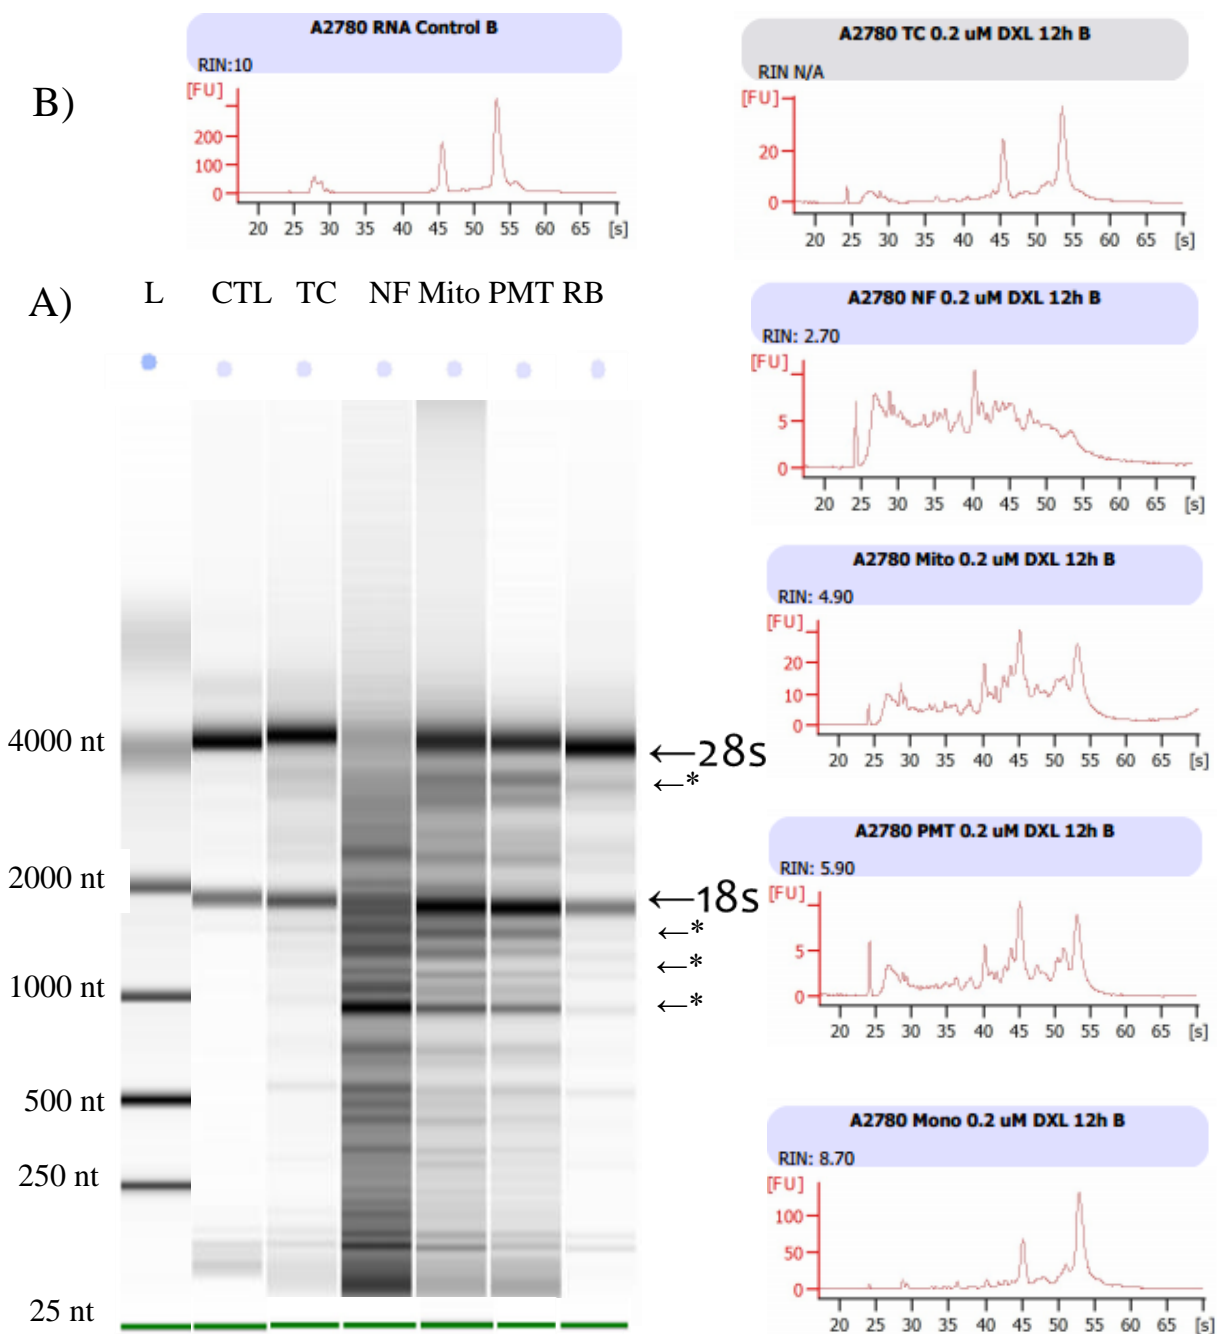 B)
A2780 RNA Control B
RIN:10
[FU]
200
100
0
20 25 30 35 40 45 50 55 60 65 [s]
A2780 TC 0.2 uM DXL 12h B
RIN N/A
[FU]
20
0
20 25 30 35 40 45 50 55 60 65 [s]
A)
L CTL TC NF Mito PMT RB
4000 nt
2000 nt
1000 nt
500 nt
250 nt
25 nt
←28s
←*
←18s
←*
←*
←*
A2780 NF 0.2 uM DXL 12h B
RIN: 2.70
[FU]
5
0
20 25 30 35 40 45 50 55 60 65 [s]
A2780 Mito 0.2 uM DXL 12h B
RIN: 4.90
[FU]
20
10
0
20 25 30 35 40 45 50 55 60 65 [s]
A2780 PMT 0.2 uM DXL 12h B
RIN: 5.90
[FU]
5
0
20 25 30 35 40 45 50 55 60 65 [s]
A2780 Mono 0.2 uM DXL 12h B
RIN: 8.70
[FU]
100
50
0
20 25 30 35 40 45 50 55 60 65 [s]